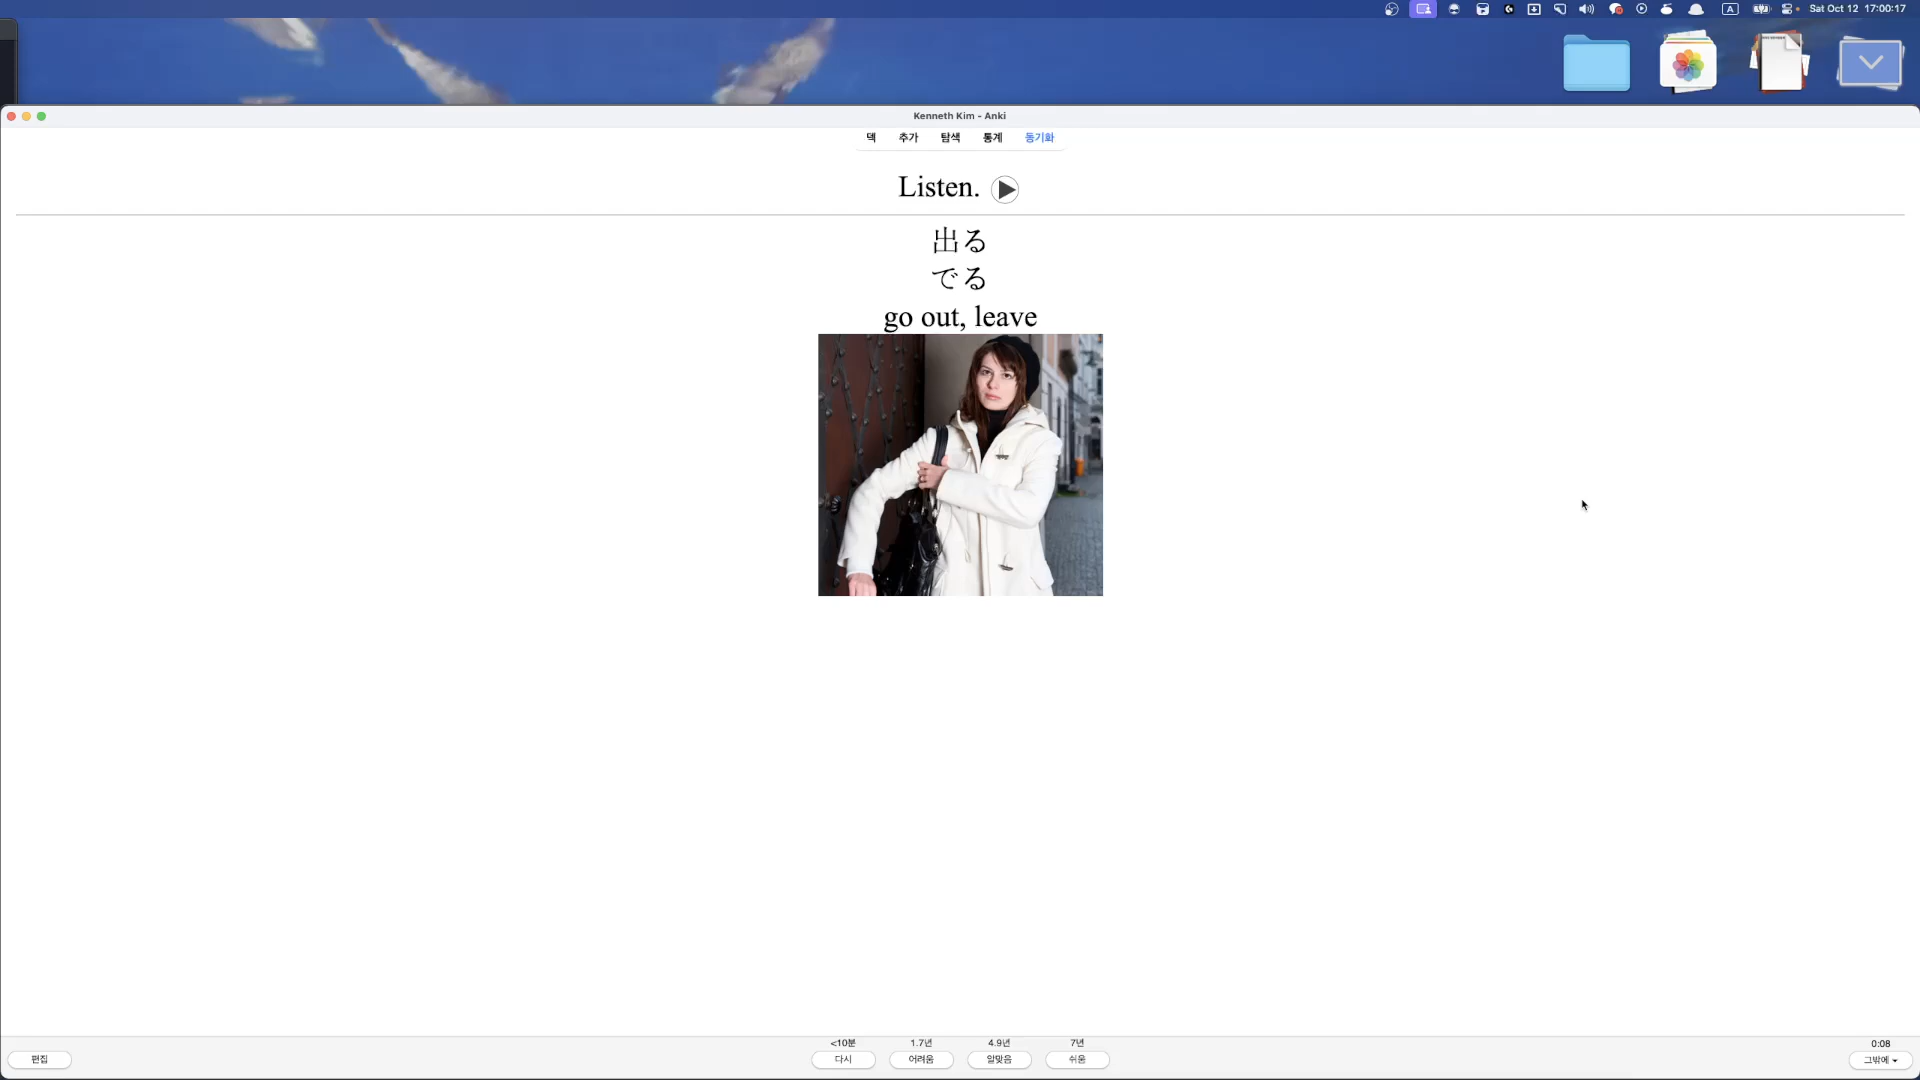 Sat Oct 12 17:00:17
Kenneth Kim - Anki
덱 추가 탐색 통계 동기화
Listen.
出る
でる
go out, leave
<10분 1.7년 4.9년 7년 0:08
편집 다시 어려움 알맞음 쉬움 그밖에